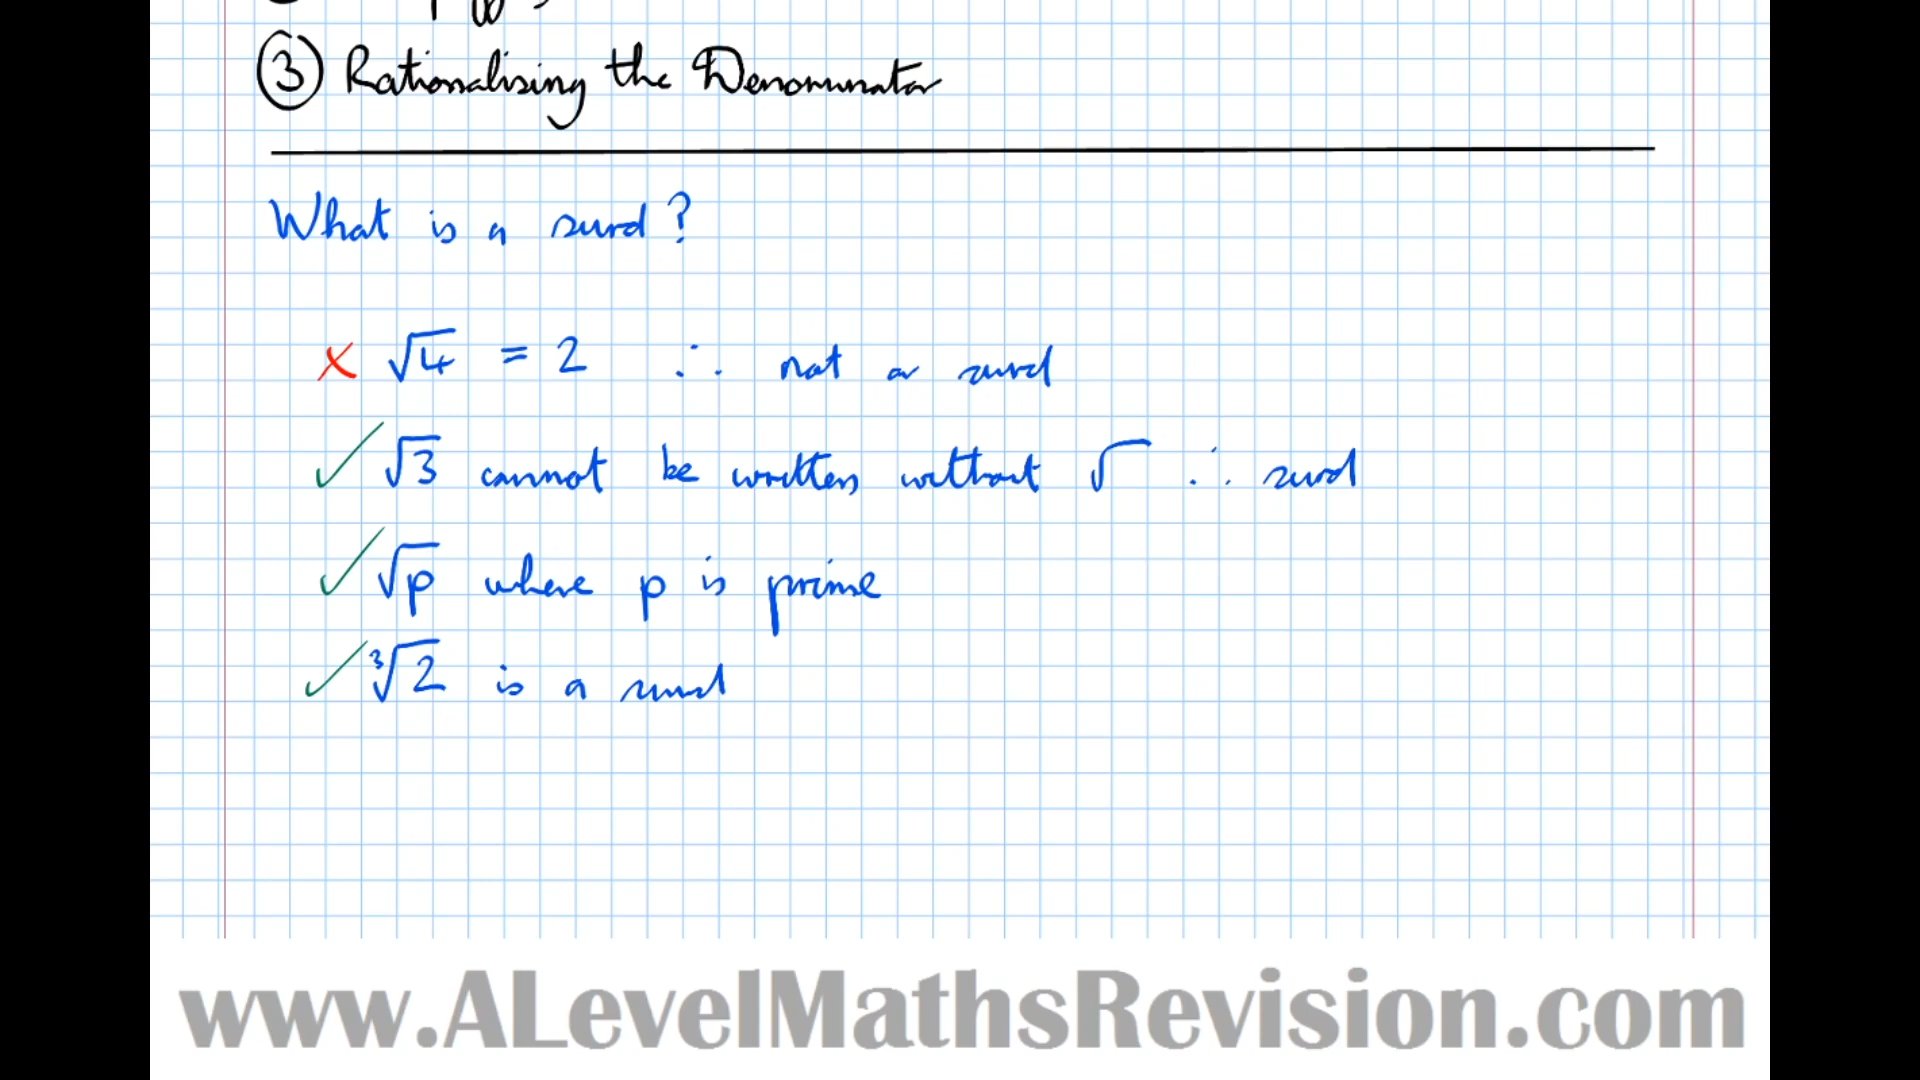 ③ Rationalising the Denominator
What is a surd?
× √4 = 2 ∴ not a surd
✓ √3 cannot be written without √ ∴ surd
✓ √p where p is prime
✓ ³√2 is a surd
www.ALevelMathsRevision.com